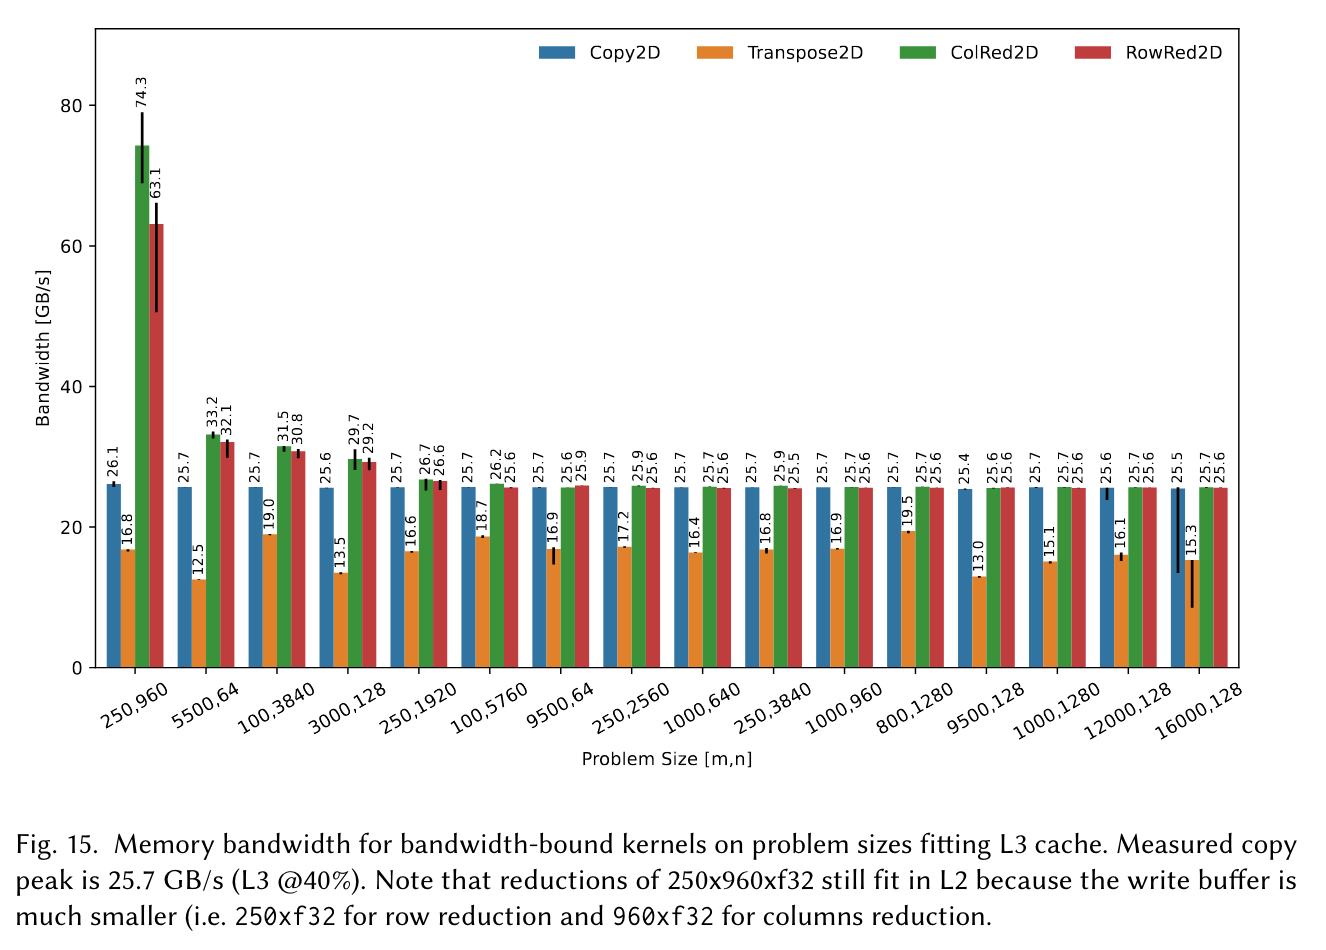 Copy2D Transpose2D ColRed2D RowRed2D
Bandwidth [GB/s]
80
60
40
20
0
26.1 16.8 74.3 63.1
25.7 12.5 33.2 32.1
25.7 19.0 31.5 30.8
25.6 13.5 29.7 29.2
25.7 16.6 26.7 26.6
25.7 18.7 26.2 25.6
25.7 16.9 25.6 25.9
25.7 17.2 25.9 25.6
25.7 16.4 25.7 25.6
25.7 16.8 25.9 25.5
25.7 16.9 25.7 25.6
25.7 19.5 25.7 25.6
25.4 13.0 25.6 25.6
25.7 15.1 25.7 25.6
25.6 16.1 25.7 25.6
25.5 15.3 25.7 25.6
250,960 5500,64 100,3840 3000,128 250,1920 100,5760 9500,64 250,2560 1000,640 250,3840 1000,960 800,1280 9500,128 1000,1280 12000,128 16000,128
Problem Size [m,n]
Fig. 15. Memory bandwidth for bandwidth-bound kernels on problem sizes fitting L3 cache. Measured copy
peak is 25.7 GB/s (L3 @40%). Note that reductions of 250x960xf32 still fit in L2 because the write buffer is
much smaller (i.e. 250xf32 for row reduction and 960xf32 for columns reduction.